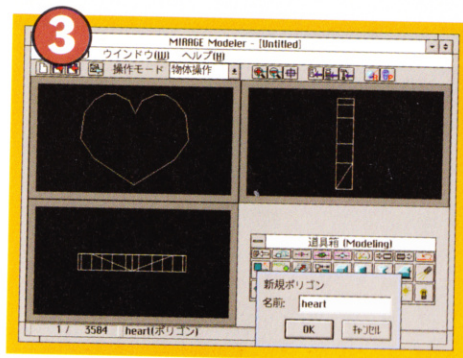 3
MIRAGE Modeler - [Untitled]
ウインドウ(W) ヘルプ(H)
操作モード 物体操作
道具箱 (Modeling)
新規ポリゴン
名前: heart
OK キャンセル
1 / 3584 heart(ポリゴン)